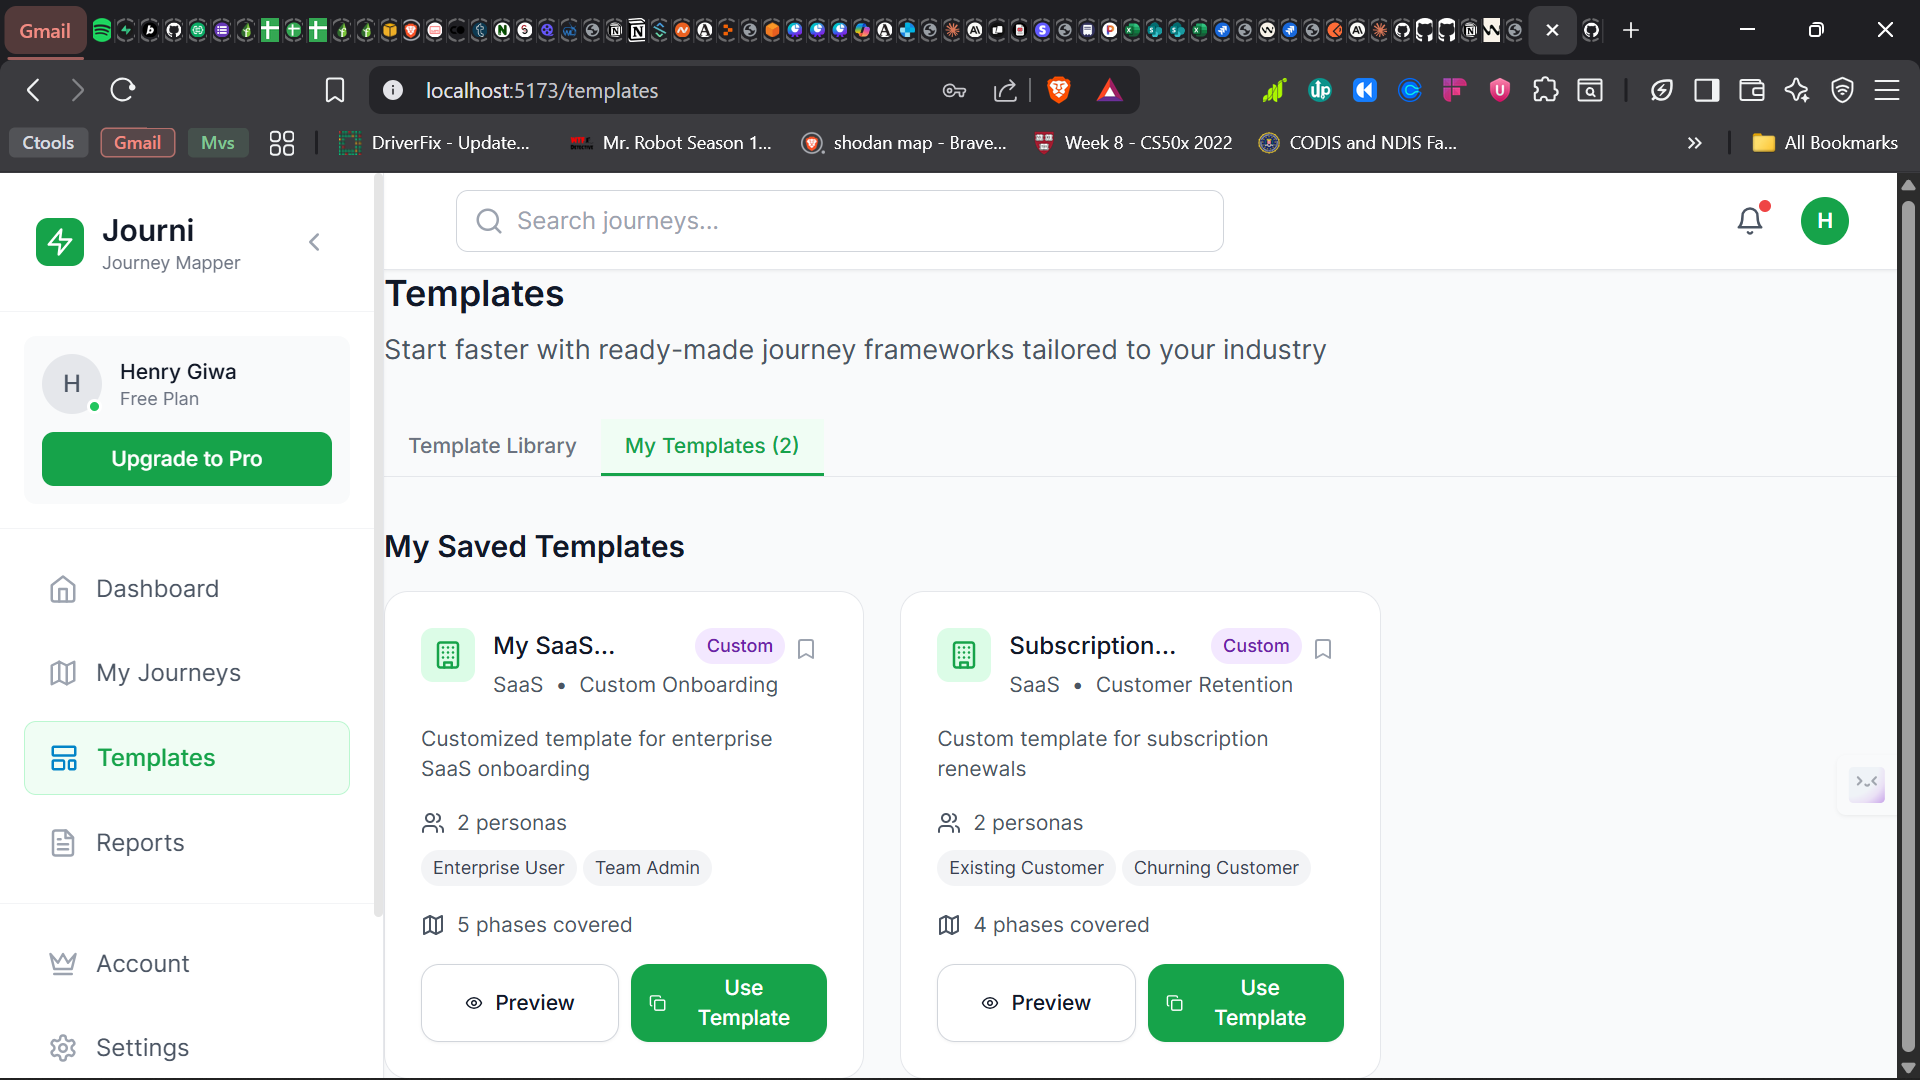 Gmail
localhost:5173/templates
Ctools
Gmail
Mvs
DriverFix - Update...
Mr. Robot Season 1...
shodan map - Brave...
Week 8 - CS50x 2022
CODIS and NDIS Fa...
All Bookmarks
Journi
Journey Mapper
Search journeys...
H
H
Henry Giwa
Free Plan
Upgrade to Pro
Dashboard
My Journeys
Templates
Reports
Account
Settings
Templates
Start faster with ready-made journey frameworks tailored to your industry
Template Library
My Templates (2)
My Saved Templates
My SaaS...
Custom
SaaS • Custom Onboarding
Customized template for enterprise
SaaS onboarding
2 personas
Enterprise User
Team Admin
5 phases covered
Preview
Use
Template
Subscription...
Custom
SaaS • Customer Retention
Custom template for subscription
renewals
2 personas
Existing Customer
Churning Customer
4 phases covered
Preview
Use
Template